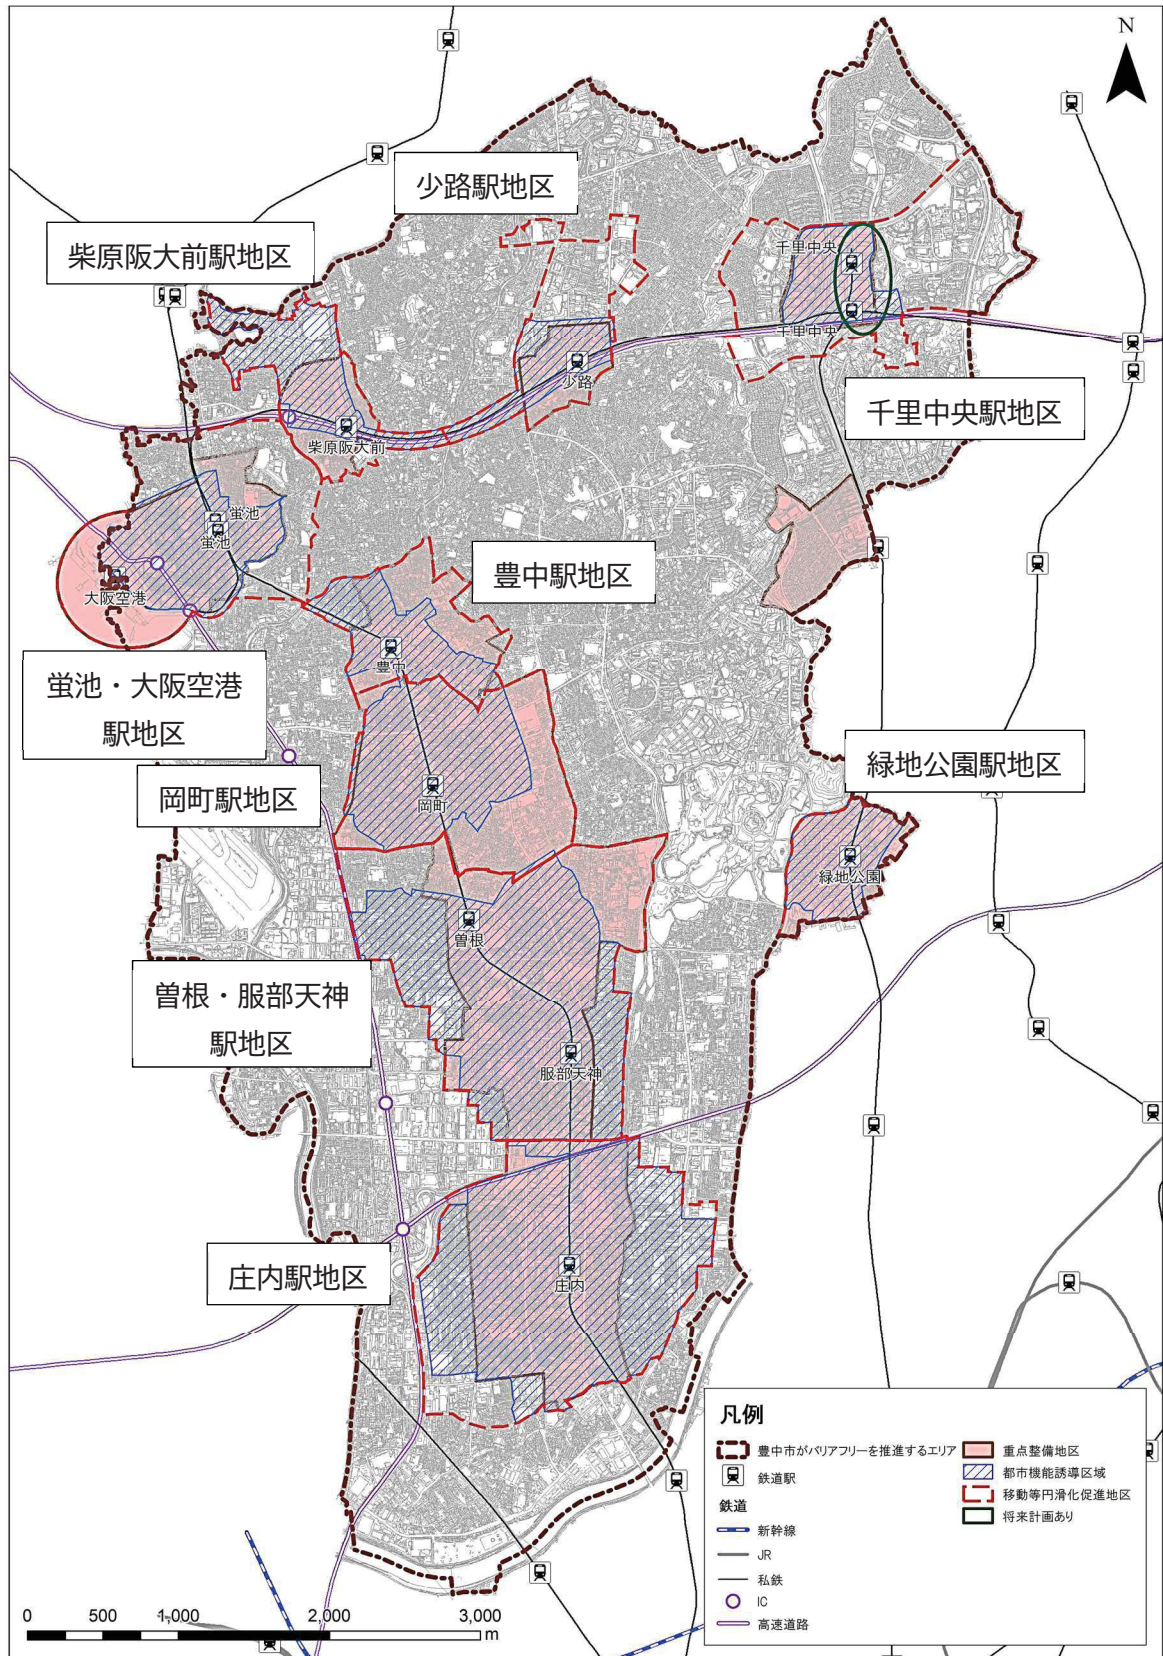 N
少路駅地区
柴原阪大前駅地区
千里中央
千里中央
少路
千里中央駅地区
柴原阪大前
蛍池
蛍池
豊中駅地区
大阪空港
豊中
蛍池・大阪空港
駅地区
緑地公園駅地区
岡町駅地区
岡町
緑地公園
曽根
曽根・服部天神
駅地区
服部天神
庄内駅地区
庄内
凡例
豊中市がバリアフリーを推進するエリア
鉄道駅
鉄道
新幹線
JR
私鉄
IC
高速道路
重点整備地区
都市機能誘導区域
移動等円滑化促進地区
将来計画あり
0 500 1,000 2,000 3,000
m